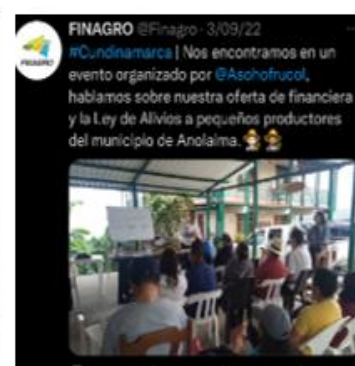 FINAGRO @Finagro · 3/09/22
#Cundinamarca | Nos encontramos en un
evento organizado por @Asohofrucol,
hablamos sobre nuestra oferta de financiera
y la Ley de Alivios a pequeños productores
del municipio de Anolaima.
FINAGRO